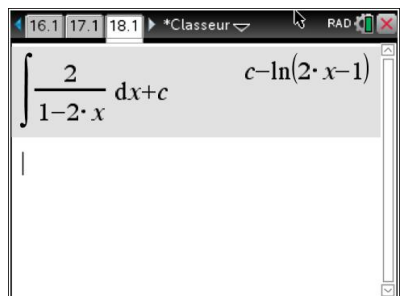 16.1 17.1 18.1 *Classeur RAD
∫ 2/(1−2·x) dx+c    c−ln(2·x−1)